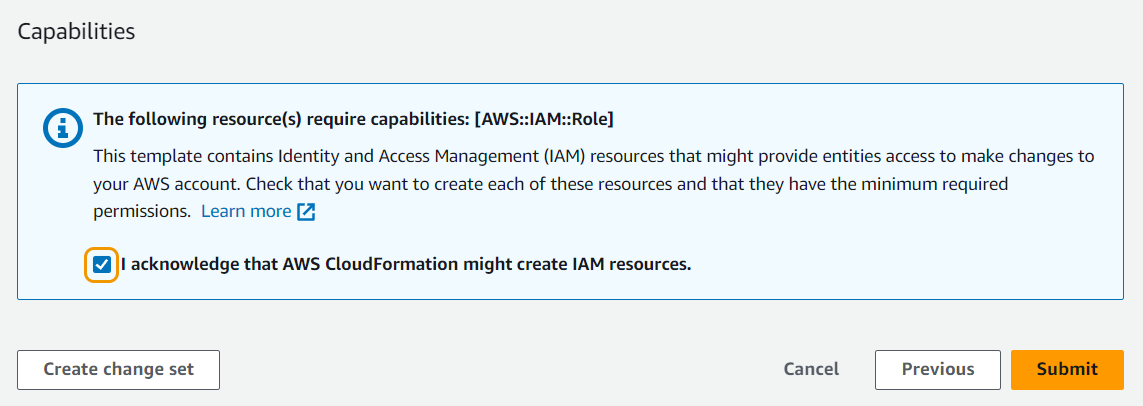 Capabilities
The following resource(s) require capabilities: [AWS::IAM::Role]
This template contains Identity and Access Management (IAM) resources that might provide entities access to make changes to
your AWS account. Check that you want to create each of these resources and that they have the minimum required
permissions. Learn more
I acknowledge that AWS CloudFormation might create IAM resources.
Create change set Cancel Previous Submit